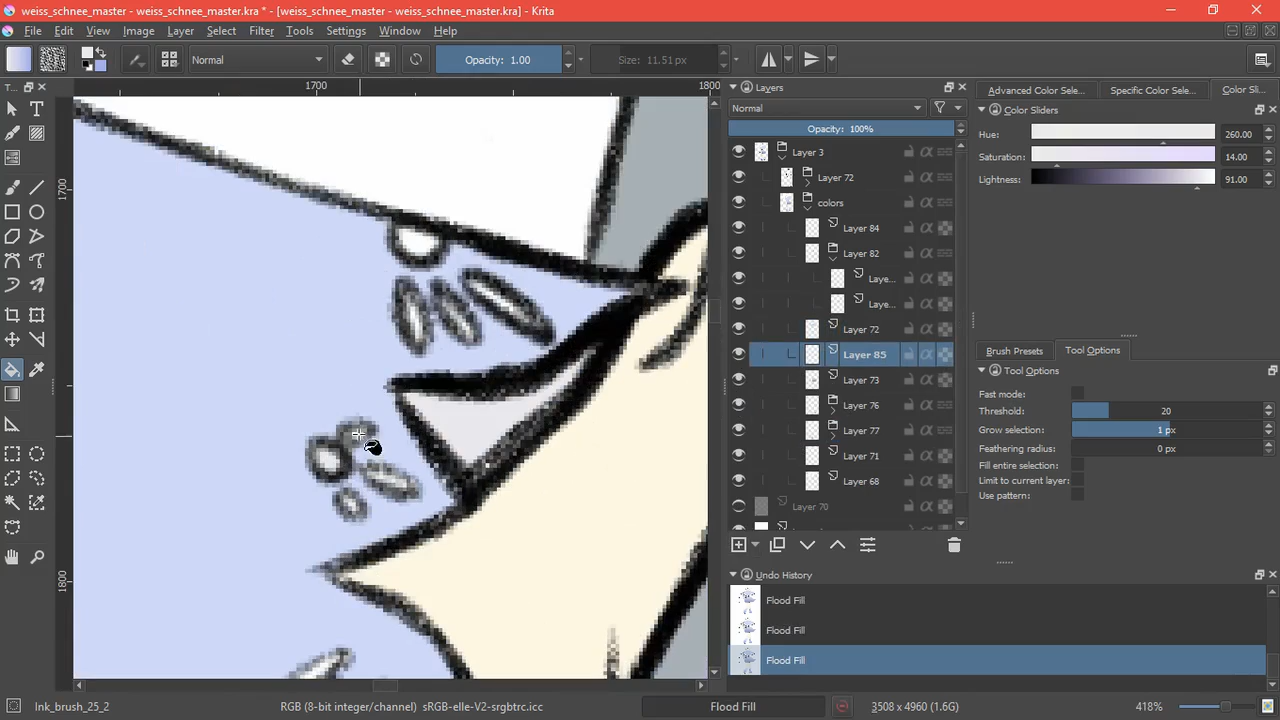 weiss_schnee_master - weiss_schnee_master.kra * - [weiss_schnee_master - weiss_schnee_master.kra] - Krita
File Edit View Image Layer Select Filter Tools Settings Window Help
Normal Opacity: 1.00 Size: 11.51 px
T...
1700 1800
1700
1800
Layers
Normal
Opacity: 100%
Layer 3
Layer 72
colors
Layer 84
Layer 82
Laye...
Laye...
Layer 72
Layer 85
Layer 73
Layer 76
Layer 77
Layer 71
Layer 68
Layer 70
Advanced Color Sele... Specific Color Sele... Color Sli...
Color Sliders
Hue: 260.00
Saturation: 14.00
Lightness: 91.00
Brush Presets Tool Options
Tool Options
Fast mode:
Threshold: 20
Grow selection: 1 px
Feathering radius: 0 px
Fill entire selection:
Limit to current layer:
Use pattern:
Undo History
Flood Fill
Flood Fill
Flood Fill
Ink_brush_25_2 RGB (8-bit integer/channel) sRGB-elle-V2-srgbtrc.icc Flood Fill 3508 x 4960 (1.6G) 418%